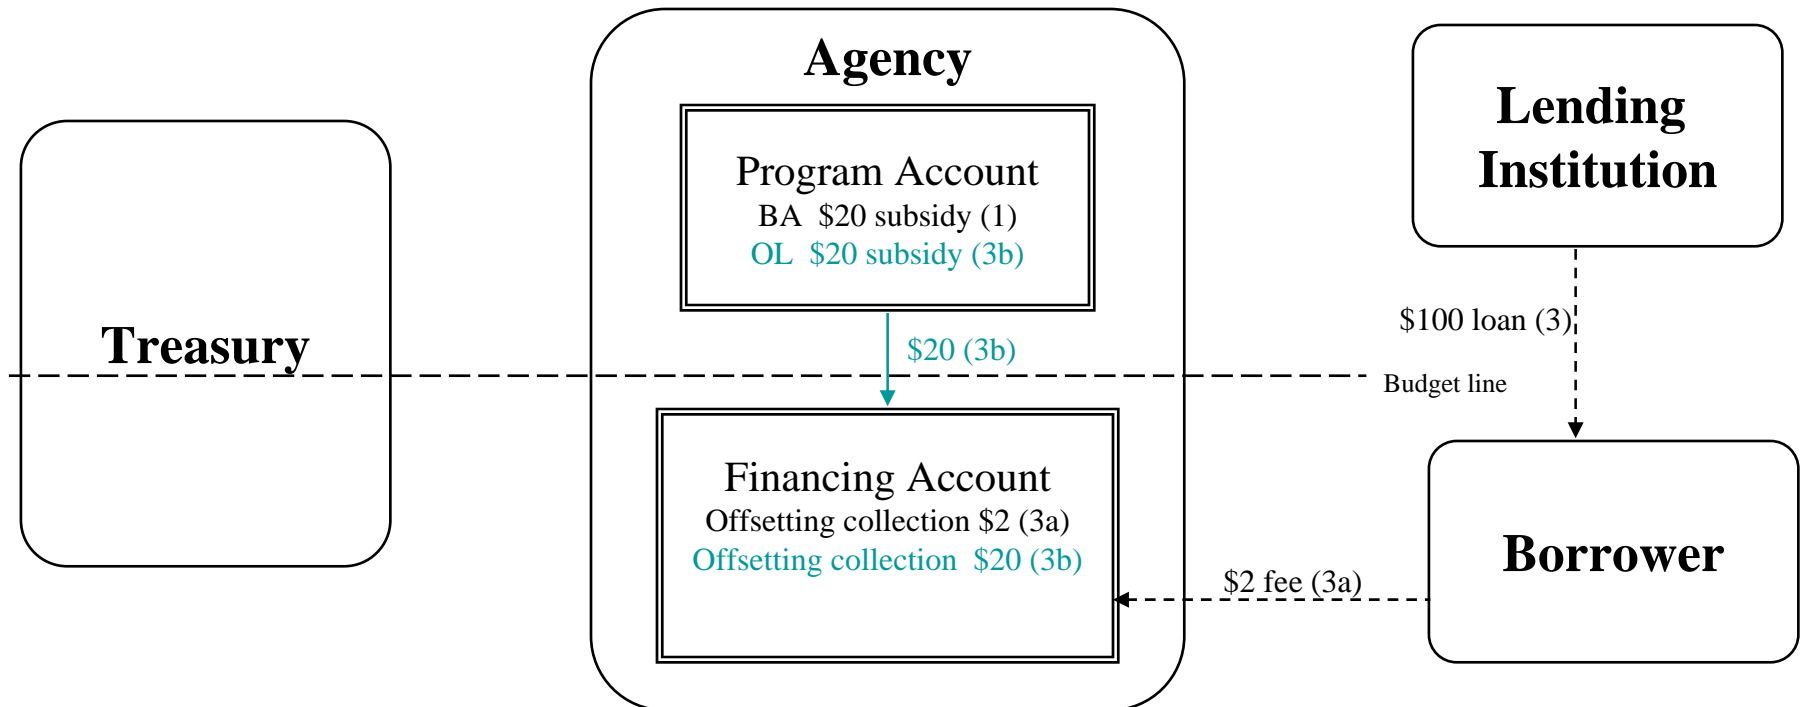 Agency
Program Account
BA  $20 subsidy (1)
OL  $20 subsidy (3b)
Lending
Institution
Treasury
$20 (3b)
$100 loan (3)
Budget line
Financing Account
Offsetting collection $2 (3a)
Offsetting collection  $20 (3b)
$2 fee (3a)
Borrower